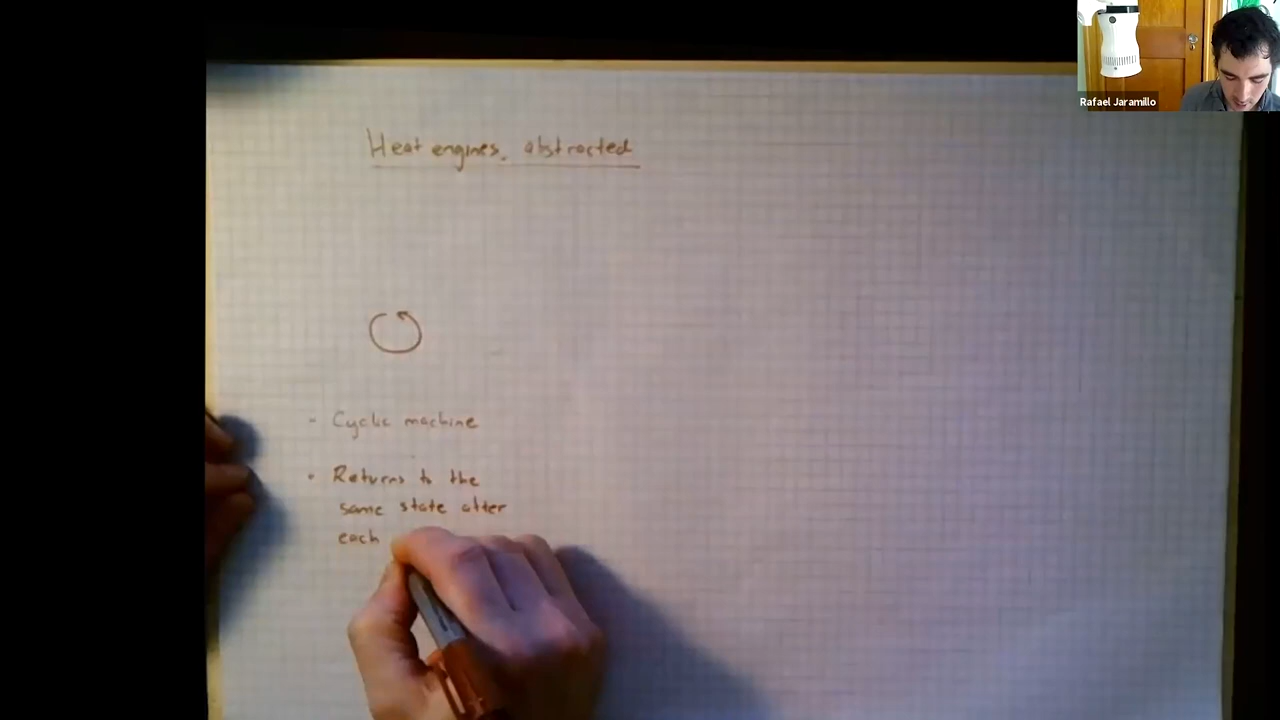 Rafael Jaramillo
Heat engines, abstracted
- Cyclic machine
• Returns to the
same state after
each